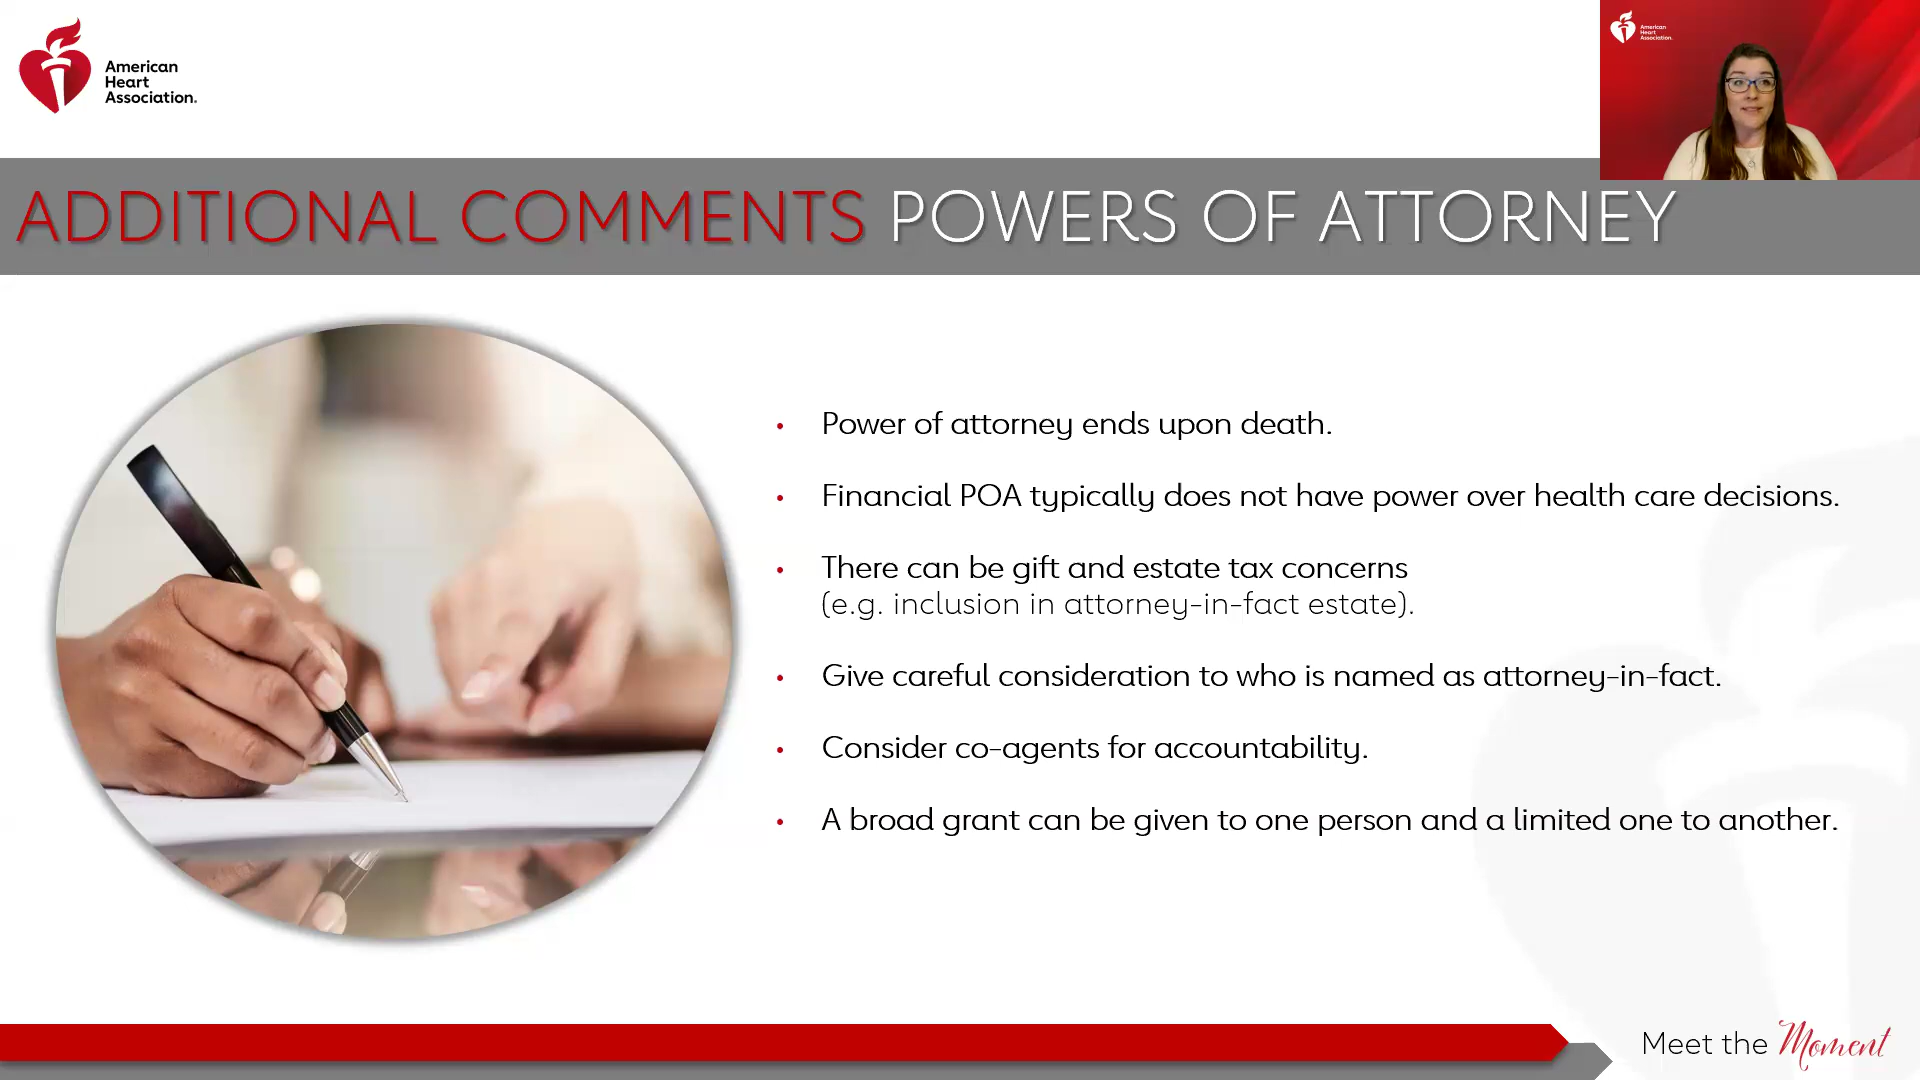 American
Heart
Association.
American
Heart
Association.
ADDITIONAL COMMENTS POWERS OF ATTORNEY
• Power of attorney ends upon death.
• Financial POA typically does not have power over health care decisions.
• There can be gift and estate tax concerns
(e.g. inclusion in attorney-in-fact estate).
• Give careful consideration to who is named as attorney-in-fact.
• Consider co-agents for accountability.
• A broad grant can be given to one person and a limited one to another.
Meet the Moment